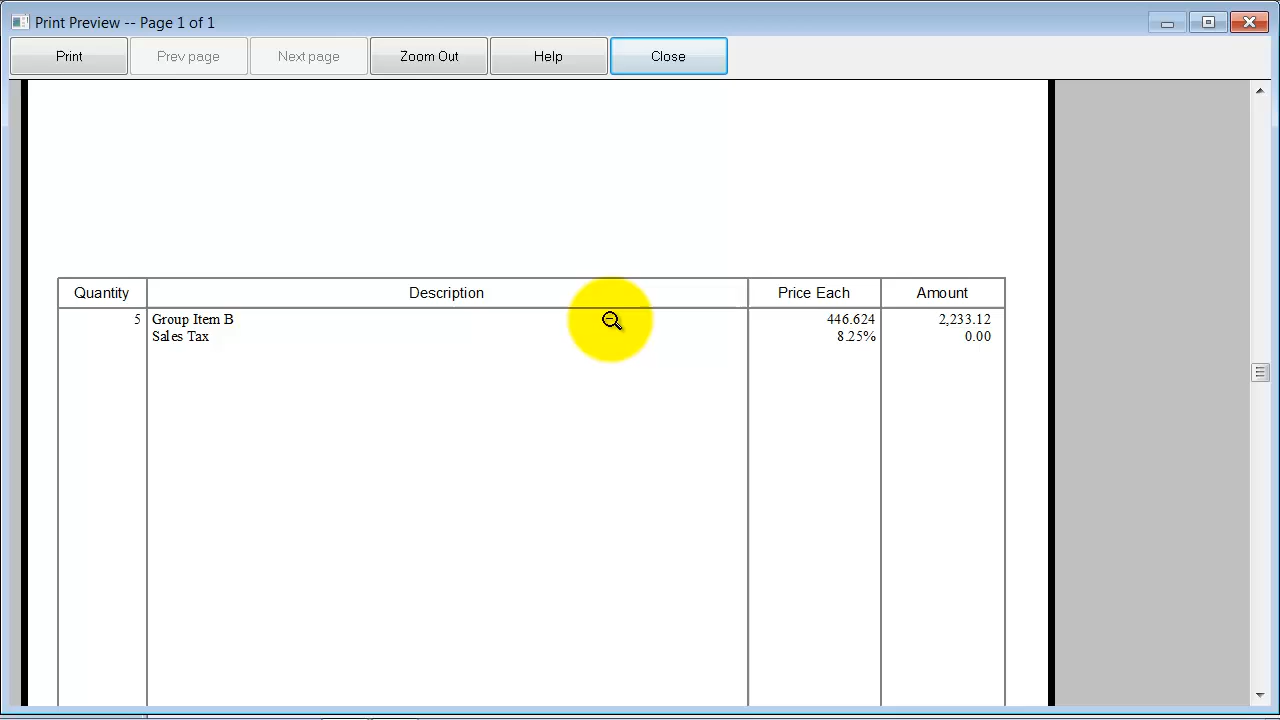 Print Preview -- Page 1 of 1
Print Prev page Next page Zoom Out Help Close
Quantity Description Price Each Amount
5 Group Item B 446.624 2,233.12
Sales Tax 8.25% 0.00